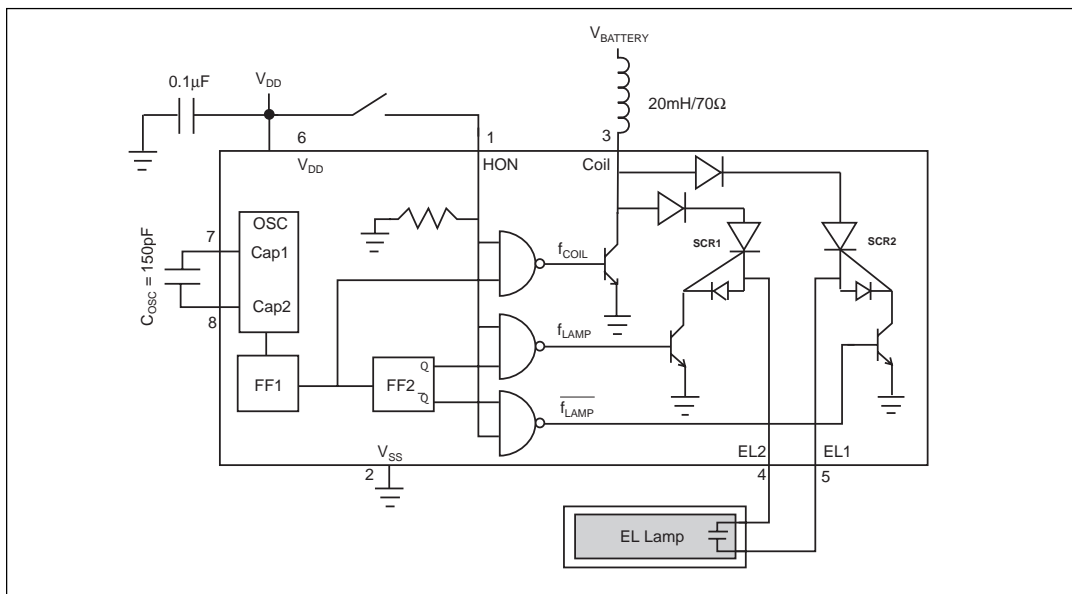 V_BATTERY
0.1µF
V_DD
20mH/70Ω
6
1
3
V_DD
HON
Coil
OSC
7
Cap1
C_OSC = 150pF
Cap2
8
SCR1
SCR2
f_COIL
f_LAMP
FF1
FF2
Q
Q̅
f̅_LAMP
V_SS
2
EL2
EL1
4
5
EL Lamp